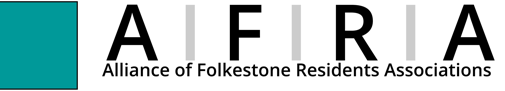 A | F | R | A
Alliance of Folkestone Residents Associations